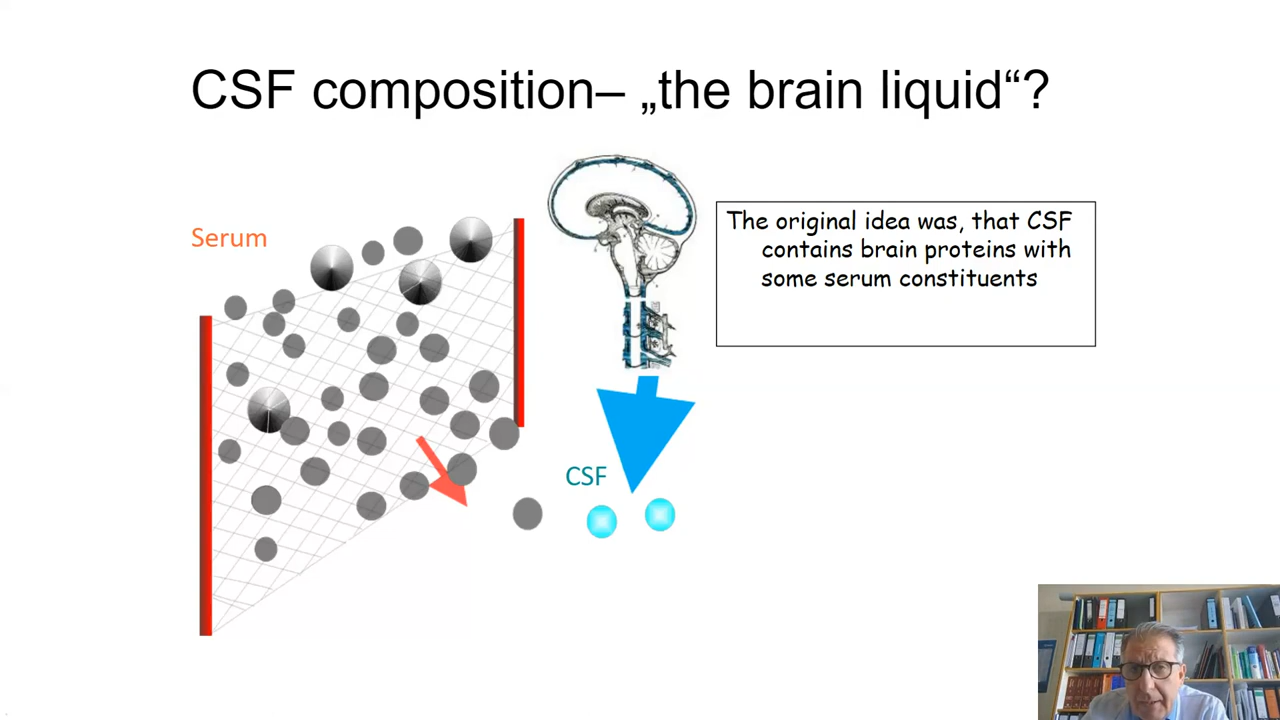 CSF composition– „the brain liquid“?
Serum
The original idea was, that CSF
contains brain proteins with
some serum constituents
CSF